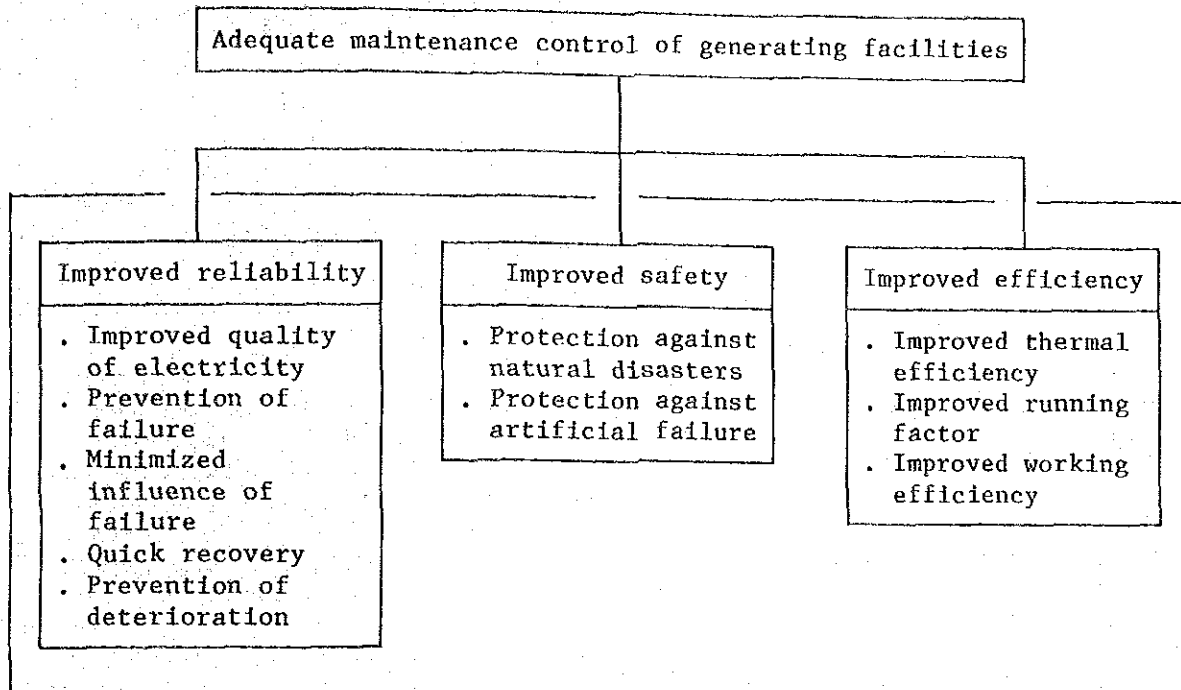 Adequate maintenance control of generating facilities
Improved reliability
. Improved quality
of electricity
. Prevention of
failure
. Minimized
influence of
failure
. Quick recovery
. Prevention of
deterioration
Improved safety
. Protection against
natural disasters
. Protection against
artificial failure
Improved efficiency
. Improved thermal
efficiency
. Improved running
factor
. Improved working
efficiency